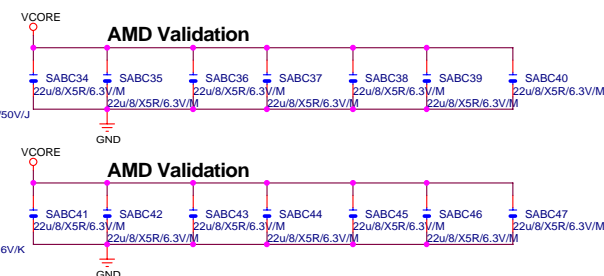 VCORE
AMD Validation
SABC34 SABC35 SABC36 SABC37 SABC38 SABC39 SABC40
22u/8/X5R/6.3V/M 22u/8/X5R/6.3V/M 22u/8/X5R/6.3V/M 22u/8/X5R/6.3V/M
22u/8/X5R/6.3V/M 22u/8/X5R/6.3V/M 22u/8/X5R/6.3V/M
/50V/J
GND
VCORE
AMD Validation
SABC41 SABC42 SABC43 SABC44 SABC45 SABC46 SABC47
22u/8/X5R/6.3V/M 22u/8/X5R/6.3V/M 22u/8/X5R/6.3V/M 22u/8/X5R/6.3V/M
22u/8/X5R/6.3V/M 22u/8/X5R/6.3V/M 22u/8/X5R/6.3V/M
6V/K
GND